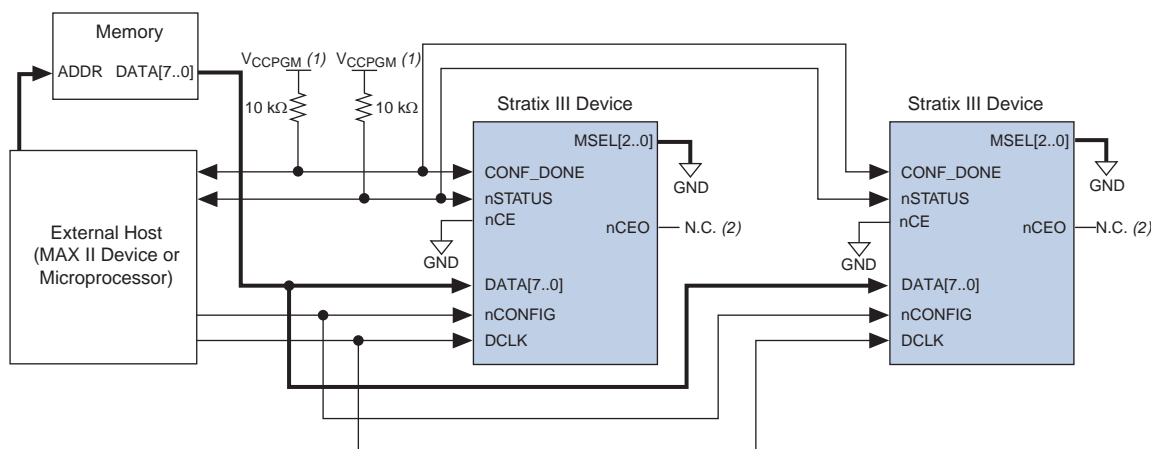 Memory
ADDR DATA[7..0]
VCCPGM (1) VCCPGM (1)
10 kΩ 10 kΩ
Stratix III Device
Stratix III Device
MSEL[2..0]
GND
CONF_DONE
nSTATUS
nCE
nCEO N.C. (2)
GND
DATA[7..0]
nCONFIG
DCLK
MSEL[2..0]
GND
CONF_DONE
nSTATUS
nCE
nCEO N.C. (2)
GND
DATA[7..0]
nCONFIG
DCLK
External Host
(MAX II Device or
Microprocessor)